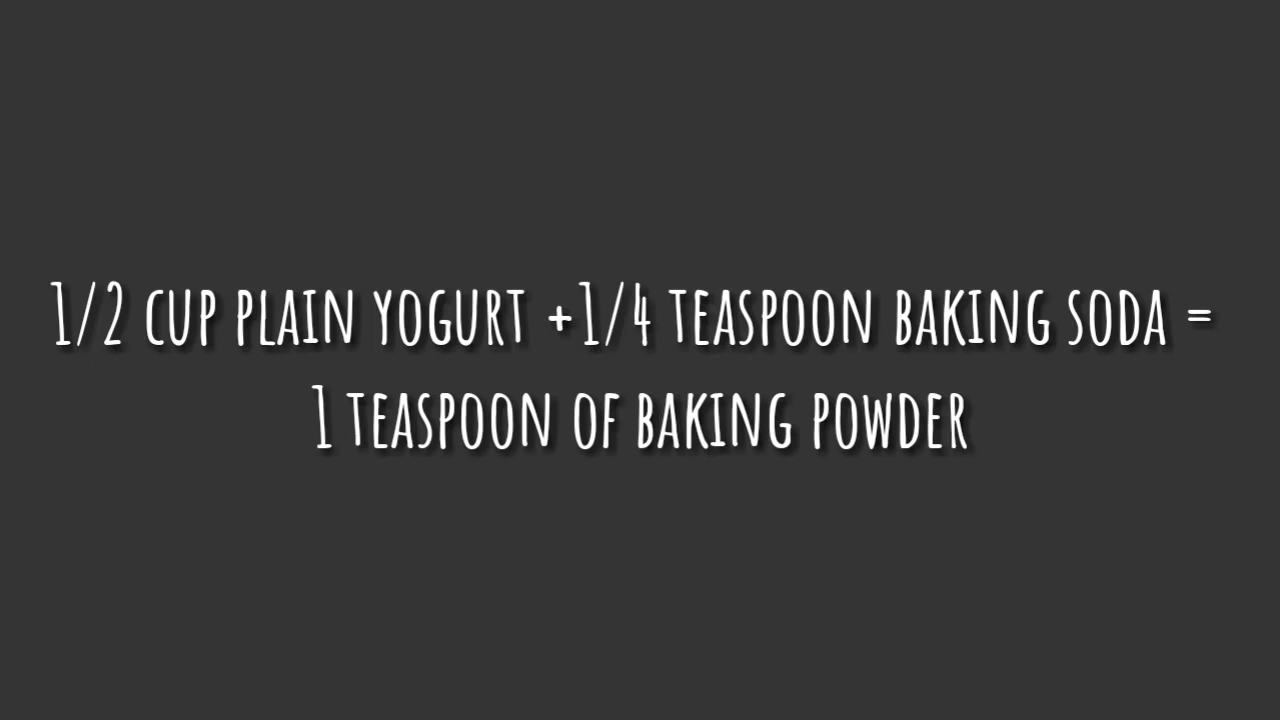 1/2 CUP PLAIN YOGURT +1/4 TEASPOON BAKING SODA =
1 TEASPOON OF BAKING POWDER